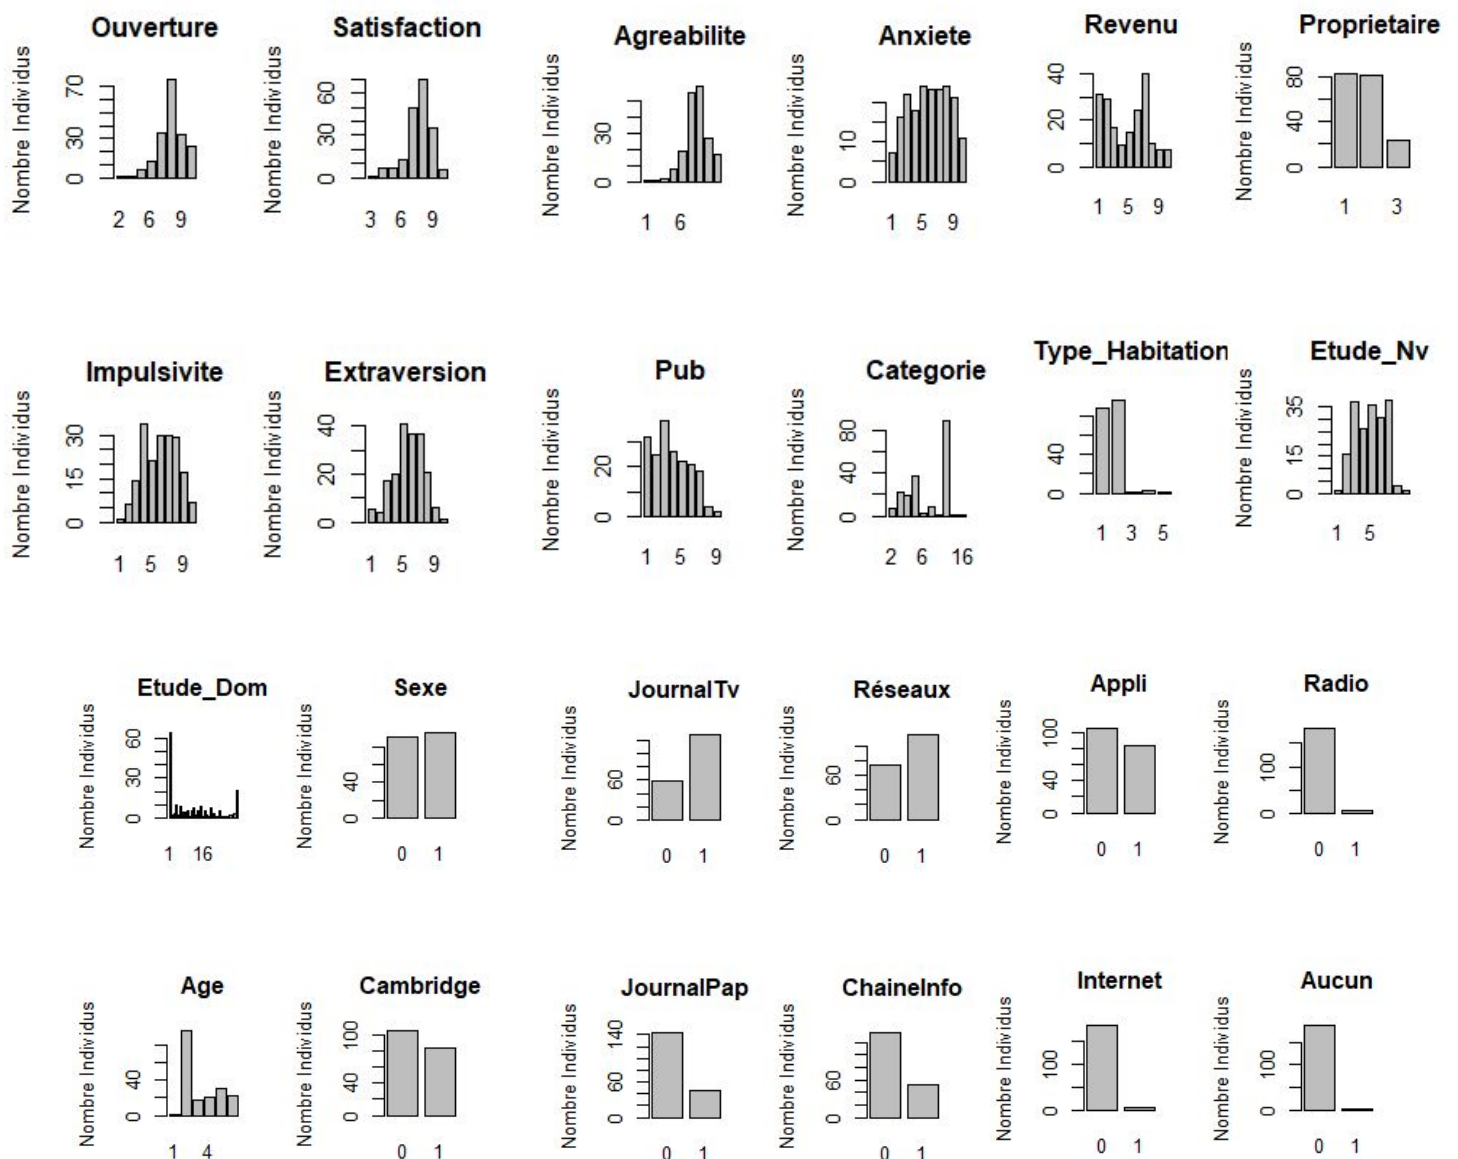 Ouverture
Nombre Individus
0 30 70
2 6 9
Satisfaction
Nombre Individus
0 30 60
3 6 9
Agreabilite
Nombre Individus
0 30
1 6
Anxiete
Nombre Individus
0 10
1 5 9
Revenu
Nombre Individus
0 20 40
1 5 9
Proprietaire
Nombre Individus
0 40 80
1 3
Impulsivite
Nombre Individus
0 15 30
1 5 9
Extraversion
Nombre Individus
0 20 40
1 5 9
Pub
Nombre Individus
0 20
1 5 9
Categorie
Nombre Individus
0 40 80
2 6 16
Type_Habitation
Nombre Individus
0 40
1 3 5
Etude_Nv
Nombre Individus
0 15 35
1 5
Etude_Dom
Nombre Individus
0 30 60
1 16
Sexe
Nombre Individus
0 40
0 1
JournalTv
Nombre Individus
0 60
0 1
Réseaux
Nombre Individus
0 60
0 1
Appli
Nombre Individus
0 40 100
0 1
Radio
Nombre Individus
0 100
0 1
Age
Nombre Individus
0 40
1 4
Cambridge
Nombre Individus
0 40 100
0 1
JournalPap
Nombre Individus
0 60 140
0 1
ChaineInfo
Nombre Individus
0 60
0 1
Internet
Nombre Individus
0 100
0 1
Aucun
Nombre Individus
0 100
0 1